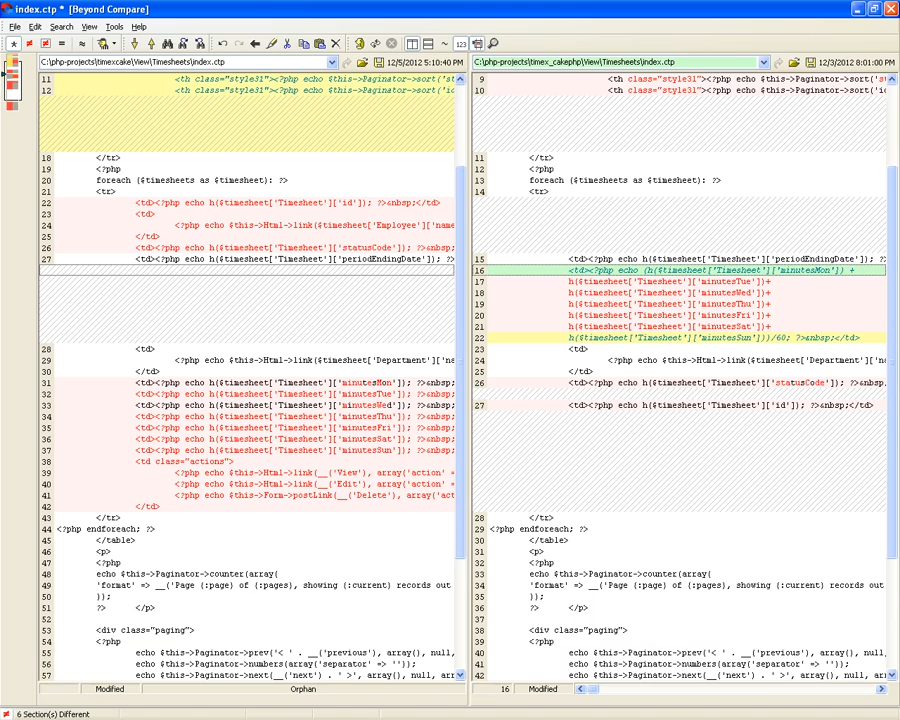 index.ctp * [Beyond Compare]
File Edit Search View Tools Help
C:\php-projects\timexcake\View\Timesheets\index.ctp 12/5/2012 5:10:40 PM
11 <th class="style31"><?php echo $this->Paginator->sort('st
12 <th class="style31"><?php echo $this->Paginator->sort('ic
18 </tr>
19 <?php
20 foreach ($timesheets as $timesheet): ?>
21 <tr>
22 <td><?php echo h($timesheet['Timesheet']['id']); ?>&nbsp;</td>
23 <td>
24 <?php echo $this->Html->link($timesheet['Employee']['name
25 </td>
26 <td><?php echo h($timesheet['Timesheet']['statusCode']); ?>&nbsp;
27 <td><?php echo h($timesheet['Timesheet']['periodEndingDate']); ?>
28 <td>
29 <?php echo $this->Html->link($timesheet['Department']['na
30 </td>
31 <td><?php echo h($timesheet['Timesheet']['minutesMon']); ?>&nbsp;
32 <td><?php echo h($timesheet['Timesheet']['minutesTue']); ?>&nbsp;
33 <td><?php echo h($timesheet['Timesheet']['minutesWed']); ?>&nbsp;
34 <td><?php echo h($timesheet['Timesheet']['minutesThu']); ?>&nbsp;
35 <td><?php echo h($timesheet['Timesheet']['minutesFri']); ?>&nbsp;
36 <td><?php echo h($timesheet['Timesheet']['minutesSat']); ?>&nbsp;
37 <td><?php echo h($timesheet['Timesheet']['minutesSun']); ?>&nbsp;
38 <td class="actions">
39 <?php echo $this->Html->link(__('View'), array('action' =
40 <?php echo $this->Html->link(__('Edit'), array('action' =
41 <?php echo $this->Form->postLink(__('Delete'), array('act
42 </td>
43 </tr>
44 <?php endforeach; ?>
45 </table>
46 <p>
47 <?php
48 echo $this->Paginator->counter(array(
49 'format' => __('Page {:page} of {:pages}, showing {:current} records out
50 ));
51 ?> </p>
52
53 <div class="paging">
54 <?php
55 echo $this->Paginator->prev('< ' . __('previous'), array(), null,
56 echo $this->Paginator->numbers(array('separator' => ''));
57 echo $this->Paginator->next(__('next') . ' >', array(), null, arr
Modified Orphan
C:\php-projects\timex_cakephp\View\Timesheets\index.ctp 12/3/2012 8:01:00 PM
9 <th class="style31"><?php echo $this->Paginator->sort('st
10 <th class="style31"><?php echo $this->Paginator->sort('ic
11 </tr>
12 <?php
13 foreach ($timesheets as $timesheet): ?>
14 <tr>
15 <td><?php echo h($timesheet['Timesheet']['periodEndingDate']); ?>
16 <td><?php echo (h($timesheet['Timesheet']['minutesMon']) +
17 h($timesheet['Timesheet']['minutesTue'])+
18 h($timesheet['Timesheet']['minutesWed'])+
19 h($timesheet['Timesheet']['minutesThu'])+
20 h($timesheet['Timesheet']['minutesFri'])+
21 h($timesheet['Timesheet']['minutesSat'])+
22 h($timesheet['Timesheet']['minutesSun']))/60; ?>&nbsp;</td>
23 <td>
24 <?php echo $this->Html->link($timesheet['Department']['na
25 </td>
26 <td><?php echo h($timesheet['Timesheet']['statusCode']); ?>&nbsp.
27 <td><?php echo h($timesheet['Timesheet']['id']); ?>&nbsp;</td>
28 </tr>
29 <?php endforeach; ?>
30 </table>
31 <p>
32 <?php
33 echo $this->Paginator->counter(array(
34 'format' => __('Page {:page} of {:pages}, showing {:current} records out
35 ));
36 ?> </p>
37
38 <div class="paging">
39 <?php
40 echo $this->Paginator->prev('< ' . __('previous'), array(), null,
41 echo $this->Paginator->numbers(array('separator' => ''));
42 echo $this->Paginator->next(__('next') . ' >', array(), null, arr
16 Modified
6 Section(s) Different